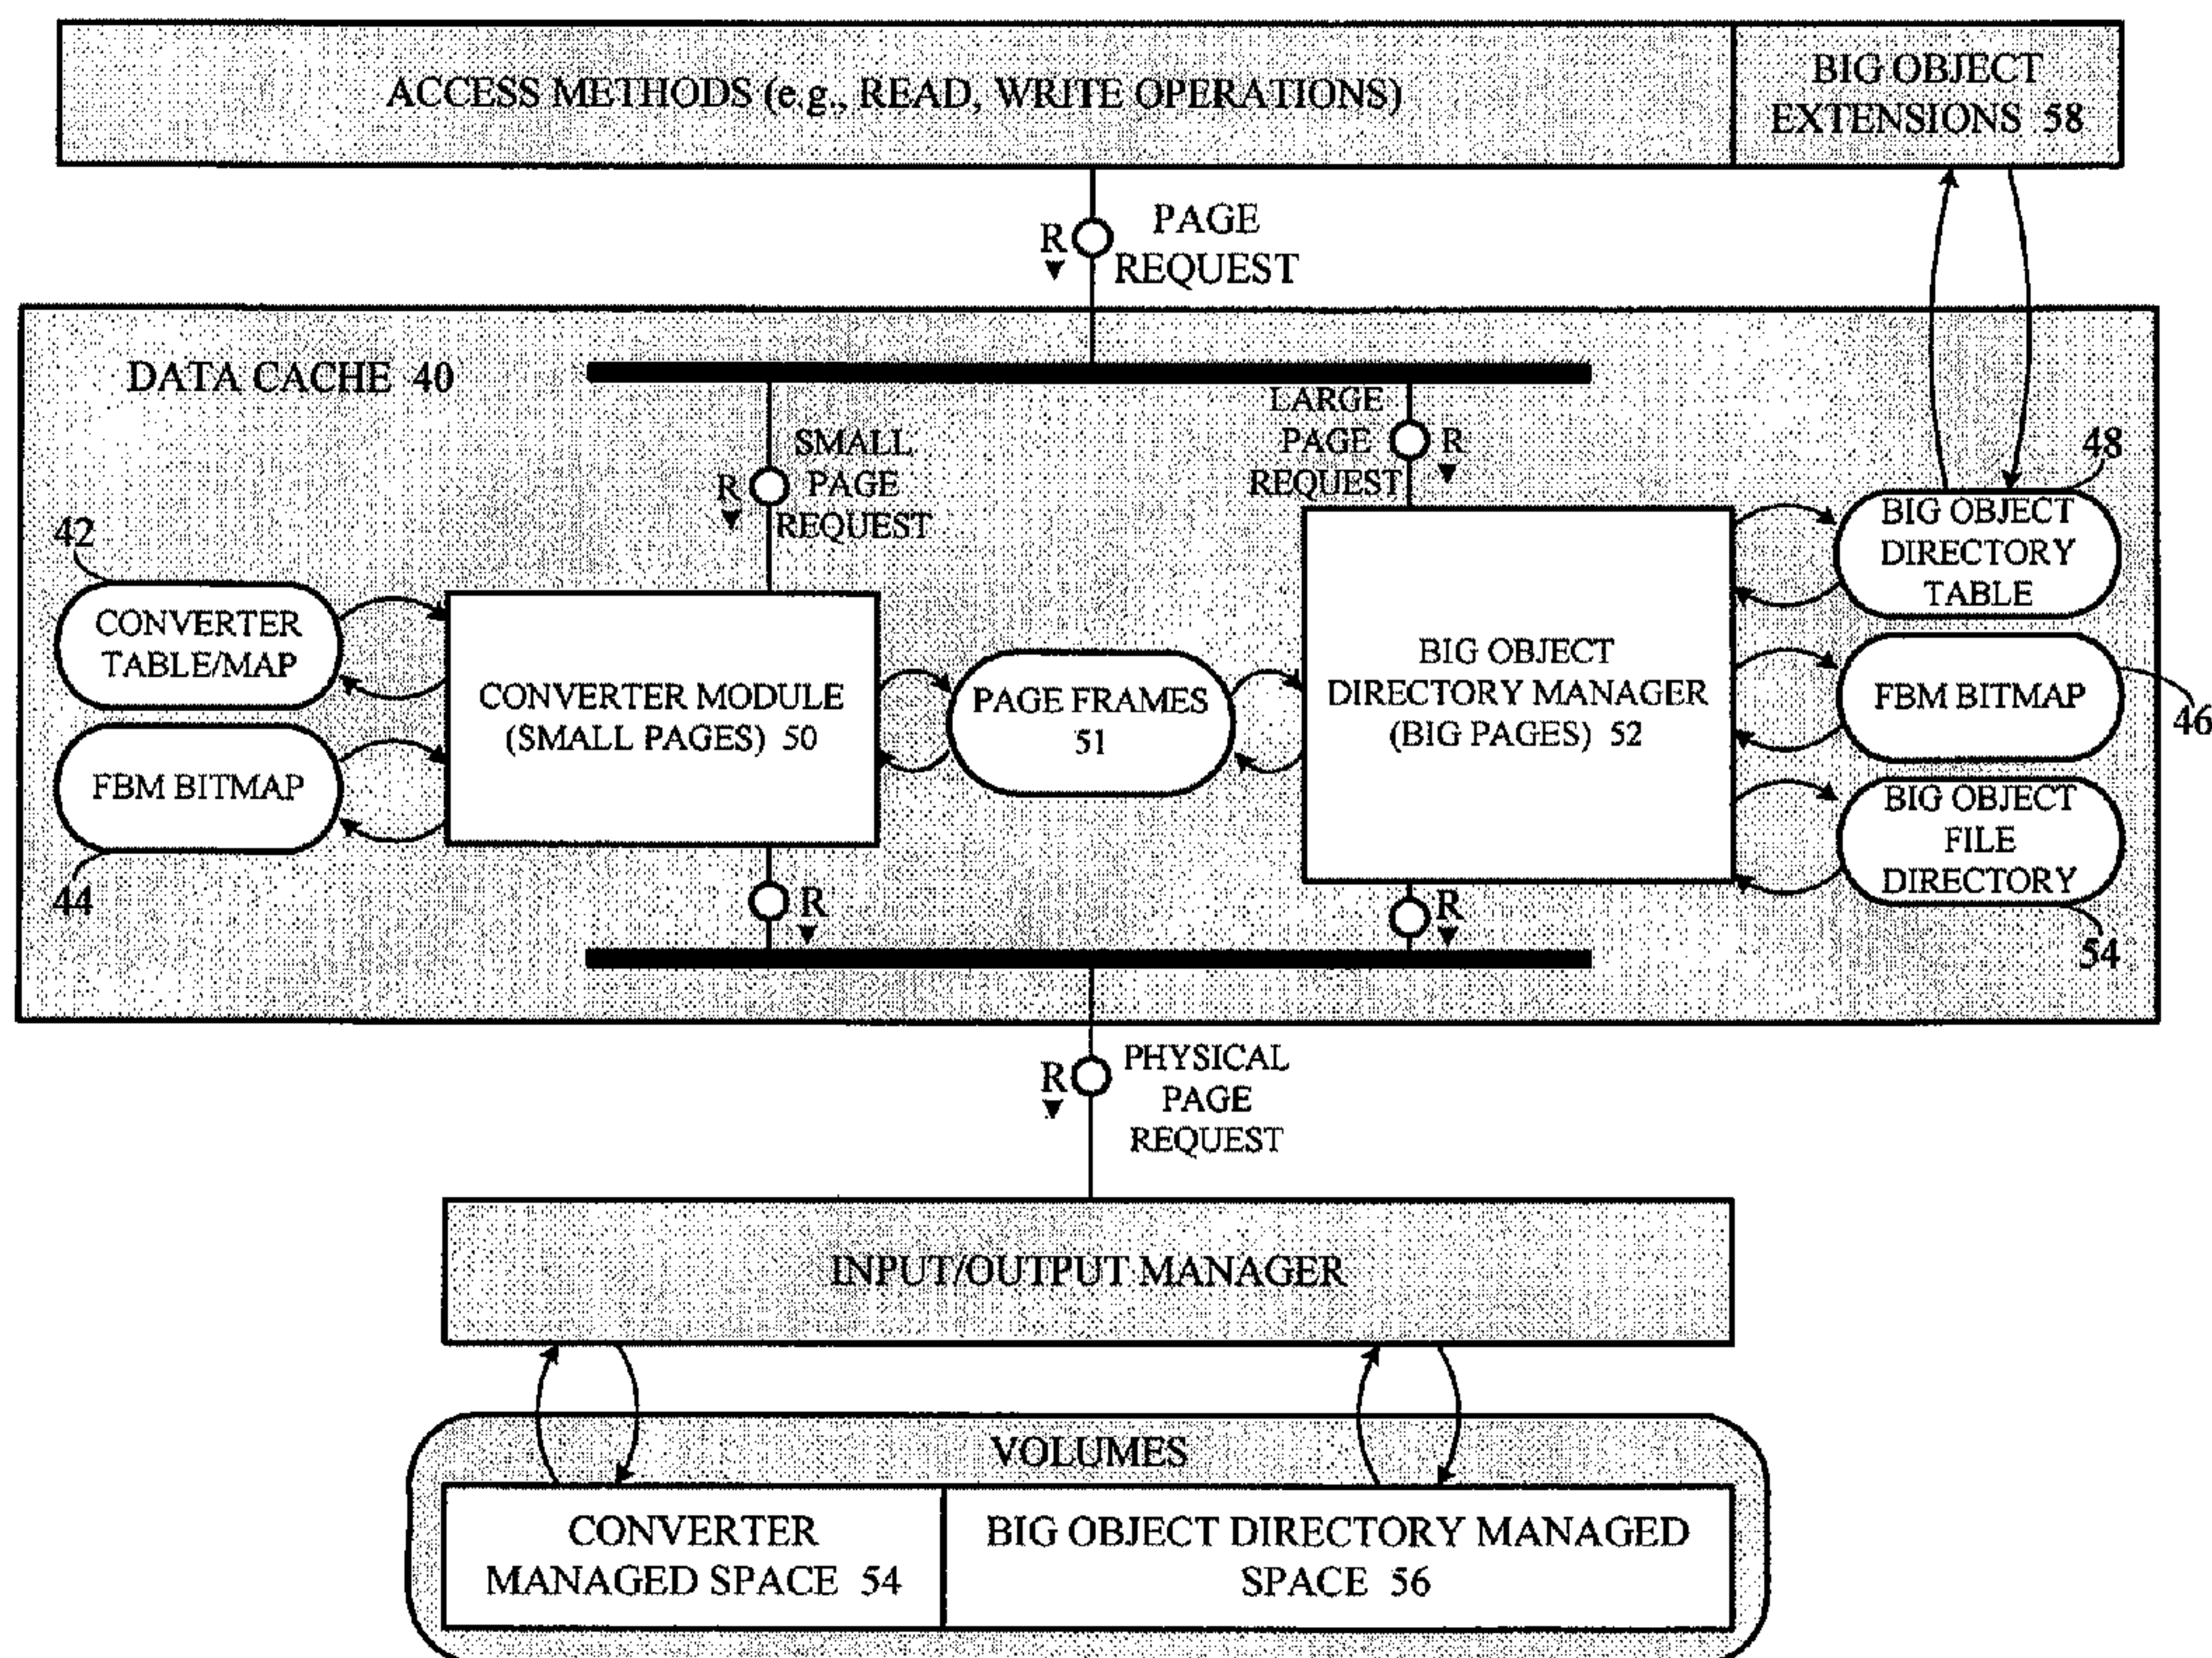 ACCESS METHODS (e.g., READ, WRITE OPERATIONS)
BIG OBJECT
EXTENSIONS 58
R
PAGE
REQUEST
DATA CACHE 40
SMALL
PAGE
REQUEST
R
LARGE
PAGE
REQUEST
R
42
CONVERTER
TABLE/MAP
FBM BITMAP
44
CONVERTER MODULE
(SMALL PAGES) 50
PAGE FRAMES
51
BIG OBJECT
DIRECTORY MANAGER
(BIG PAGES) 52
48
BIG OBJECT
DIRECTORY
TABLE
FBM BITMAP
46
BIG OBJECT
FILE
DIRECTORY
54
R
R
R
PHYSICAL
PAGE
REQUEST
INPUT/OUTPUT MANAGER
VOLUMES
CONVERTER
MANAGED SPACE 54
BIG OBJECT DIRECTORY MANAGED
SPACE 56